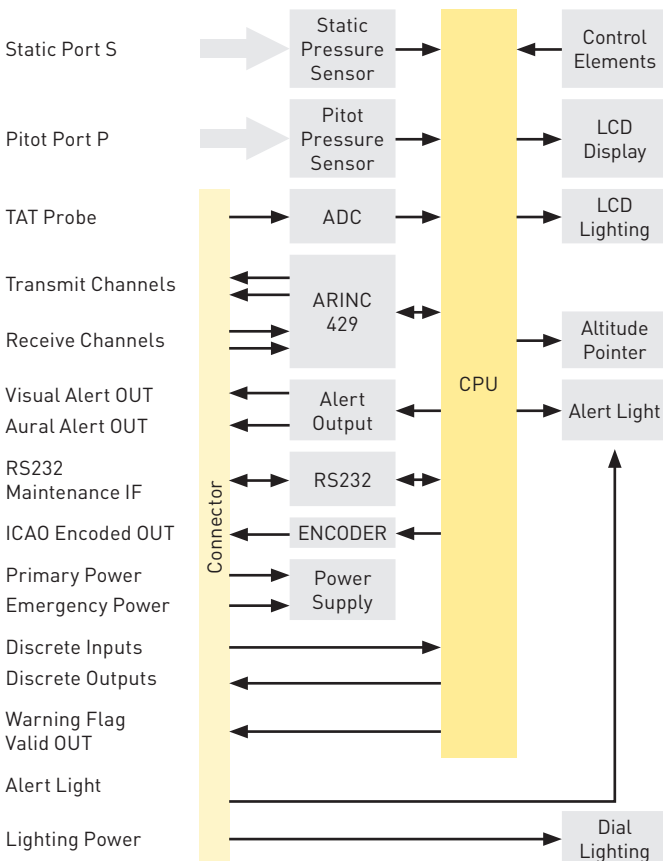 Static Port S
Static
Pressure
Sensor
Control
Elements
Pitot Port P
Pitot
Pressure
Sensor
LCD
Display
TAT Probe
ADC
LCD
Lighting
Transmit Channels
Receive Channels
ARINC
429
Altitude
Pointer
CPU
Visual Alert OUT
Aural Alert OUT
Alert
Output
Alert Light
RS232
Maintenance IF
RS232
Connector
ICAO Encoded OUT
ENCODER
Primary Power
Emergency Power
Power
Supply
Discrete Inputs
Discrete Outputs
Warning Flag
Valid OUT
Alert Light
Lighting Power
Dial
Lighting